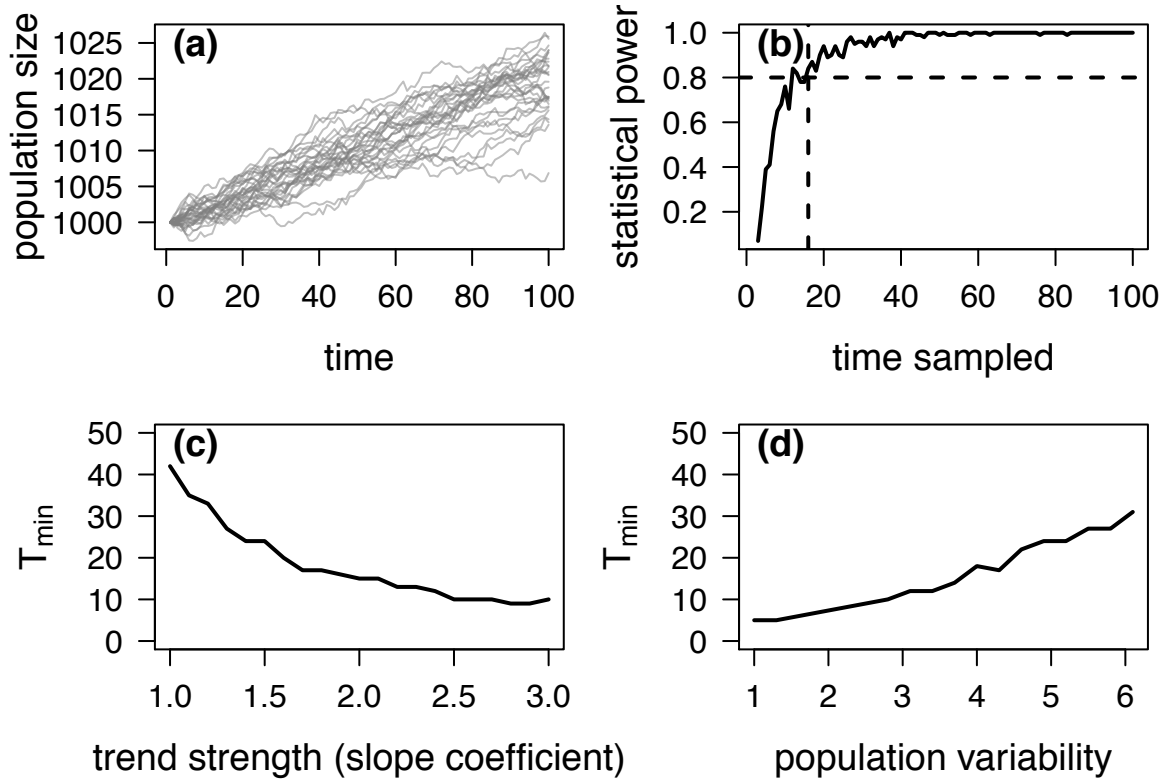 (a)
population size
1025
1020
1015
1010
1005
1000
0 20 40 60 80 100
time
(b)
statistical power
1.0
0.8
0.6
0.4
0.2
0 20 40 60 80 100
time sampled
(c)
Tmin
50
40
30
20
10
0
1.0 1.5 2.0 2.5 3.0
trend strength (slope coefficient)
(d)
Tmin
50
40
30
20
10
0
1 2 3 4 5 6
population variability